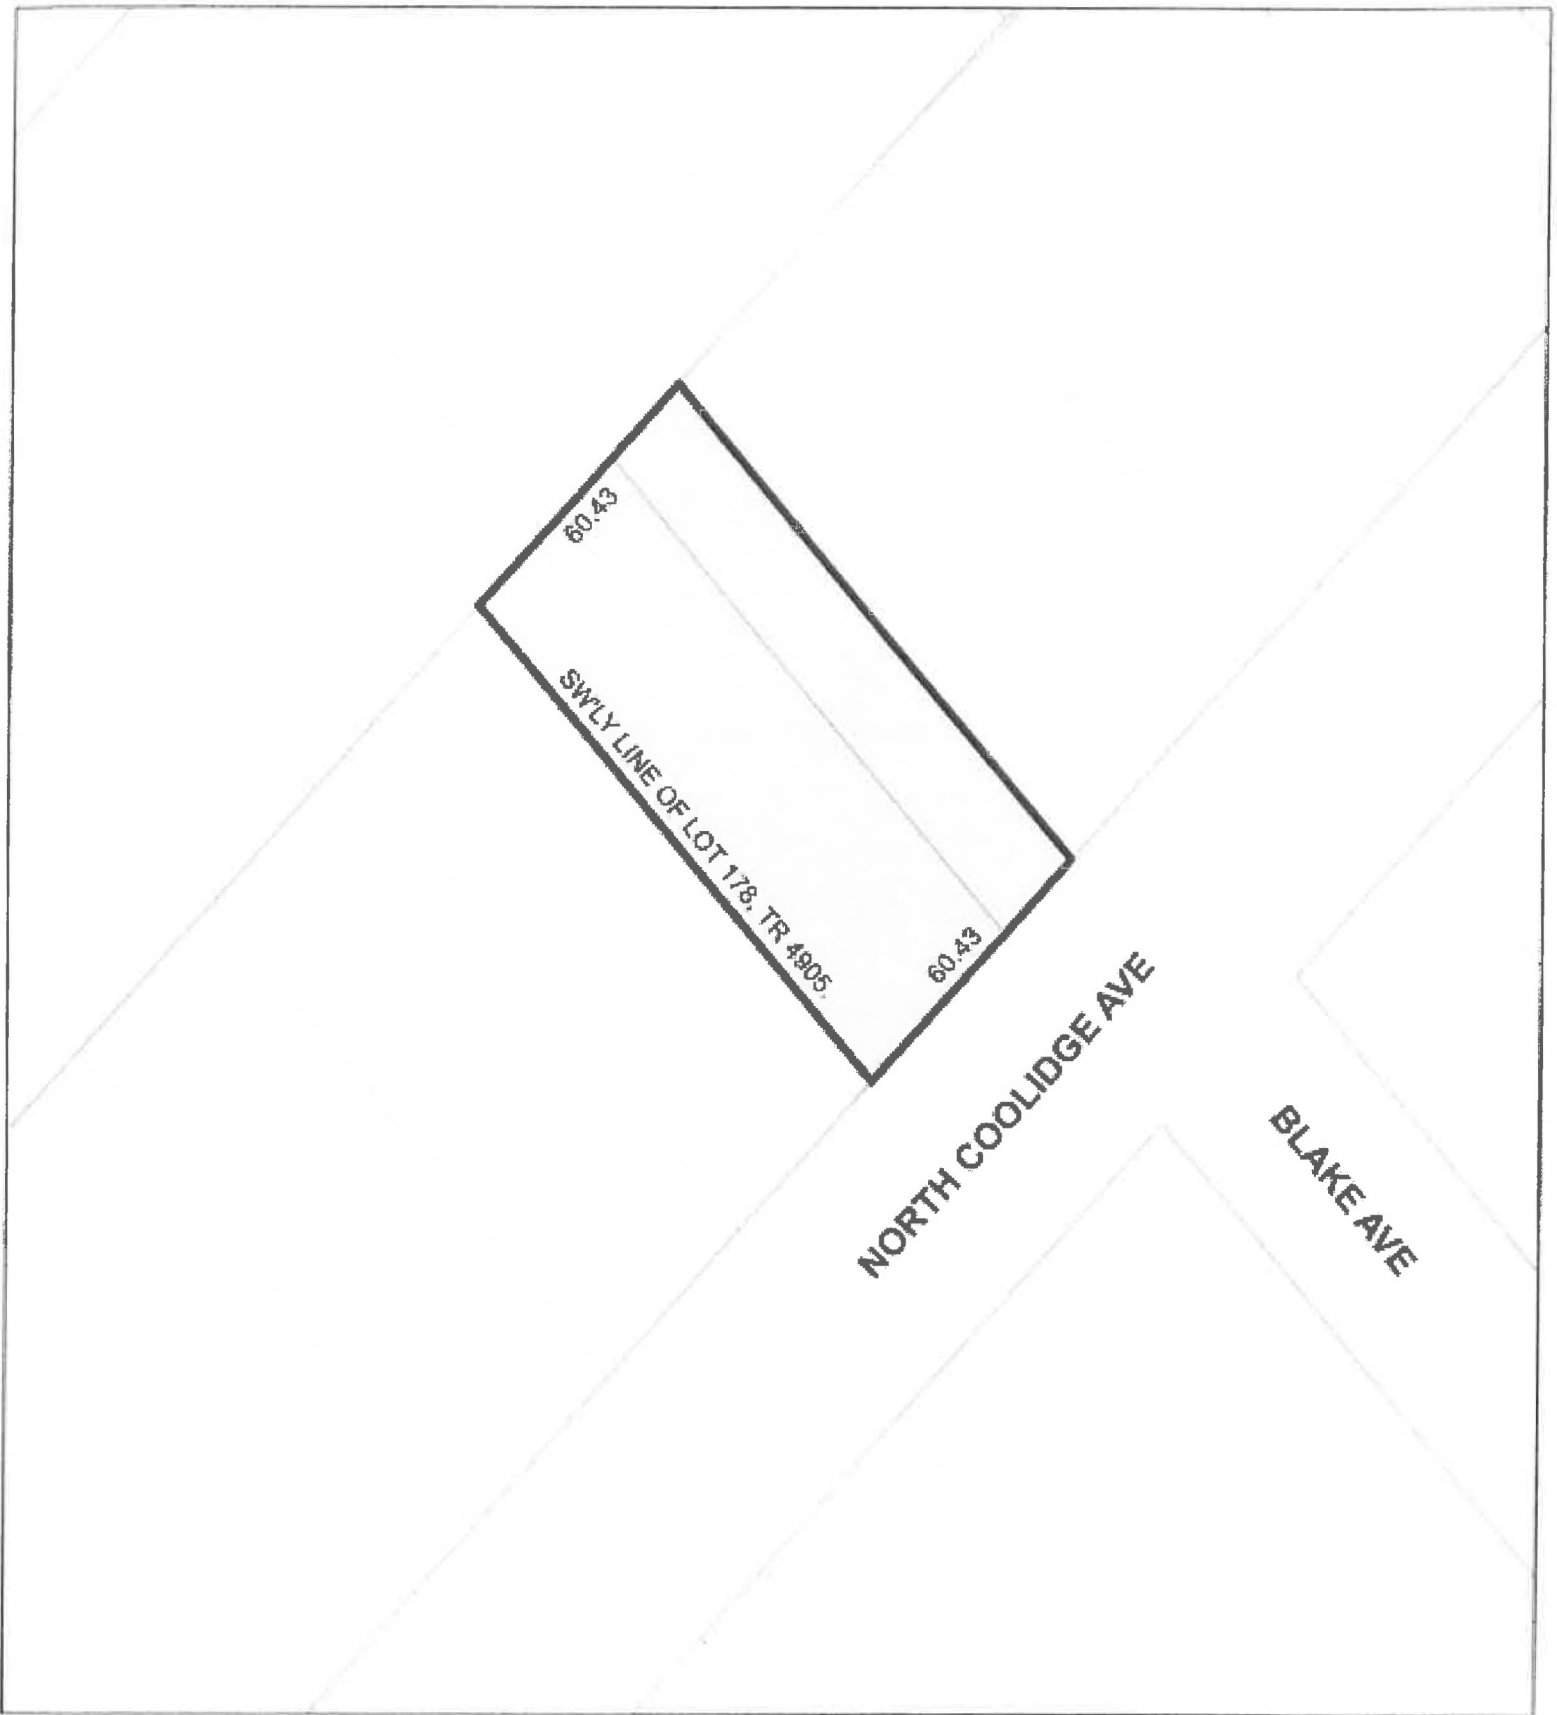 60.43
SW'LY LINE OF LOT 178, TR 4905,
60.43
NORTH COOLIDGE AVE
BLAKE AVE